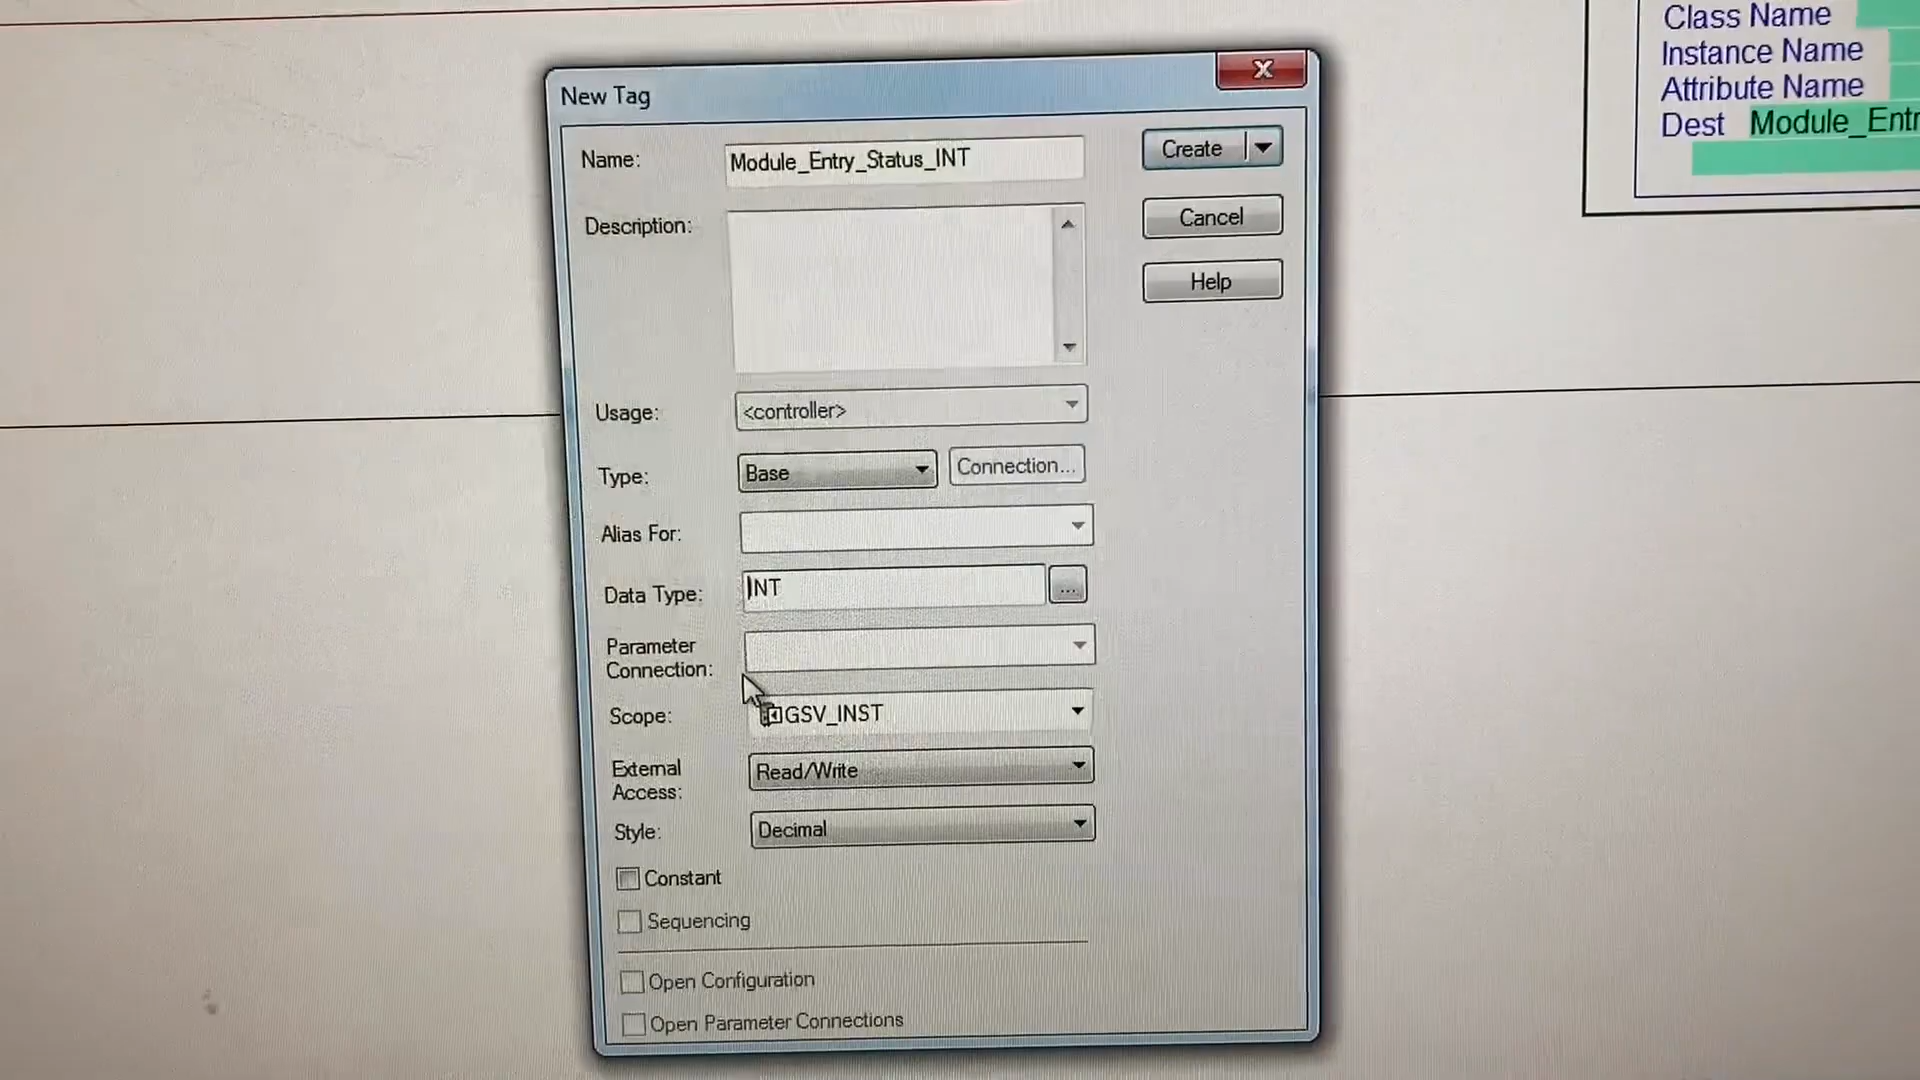 Class Name
Instance Name
Attribute Name
Dest Module_Entr
New Tag
Name: Module_Entry_Status_INT
Create
Description:
Cancel
Help
Usage: <controller>
Type: Base Connection...
Alias For:
Data Type: INT ...
Parameter
Connection:
Scope: GSV_INST
External
Access: Read/Write
Style: Decimal
Constant
Sequencing
Open Configuration
Open Parameter Connections